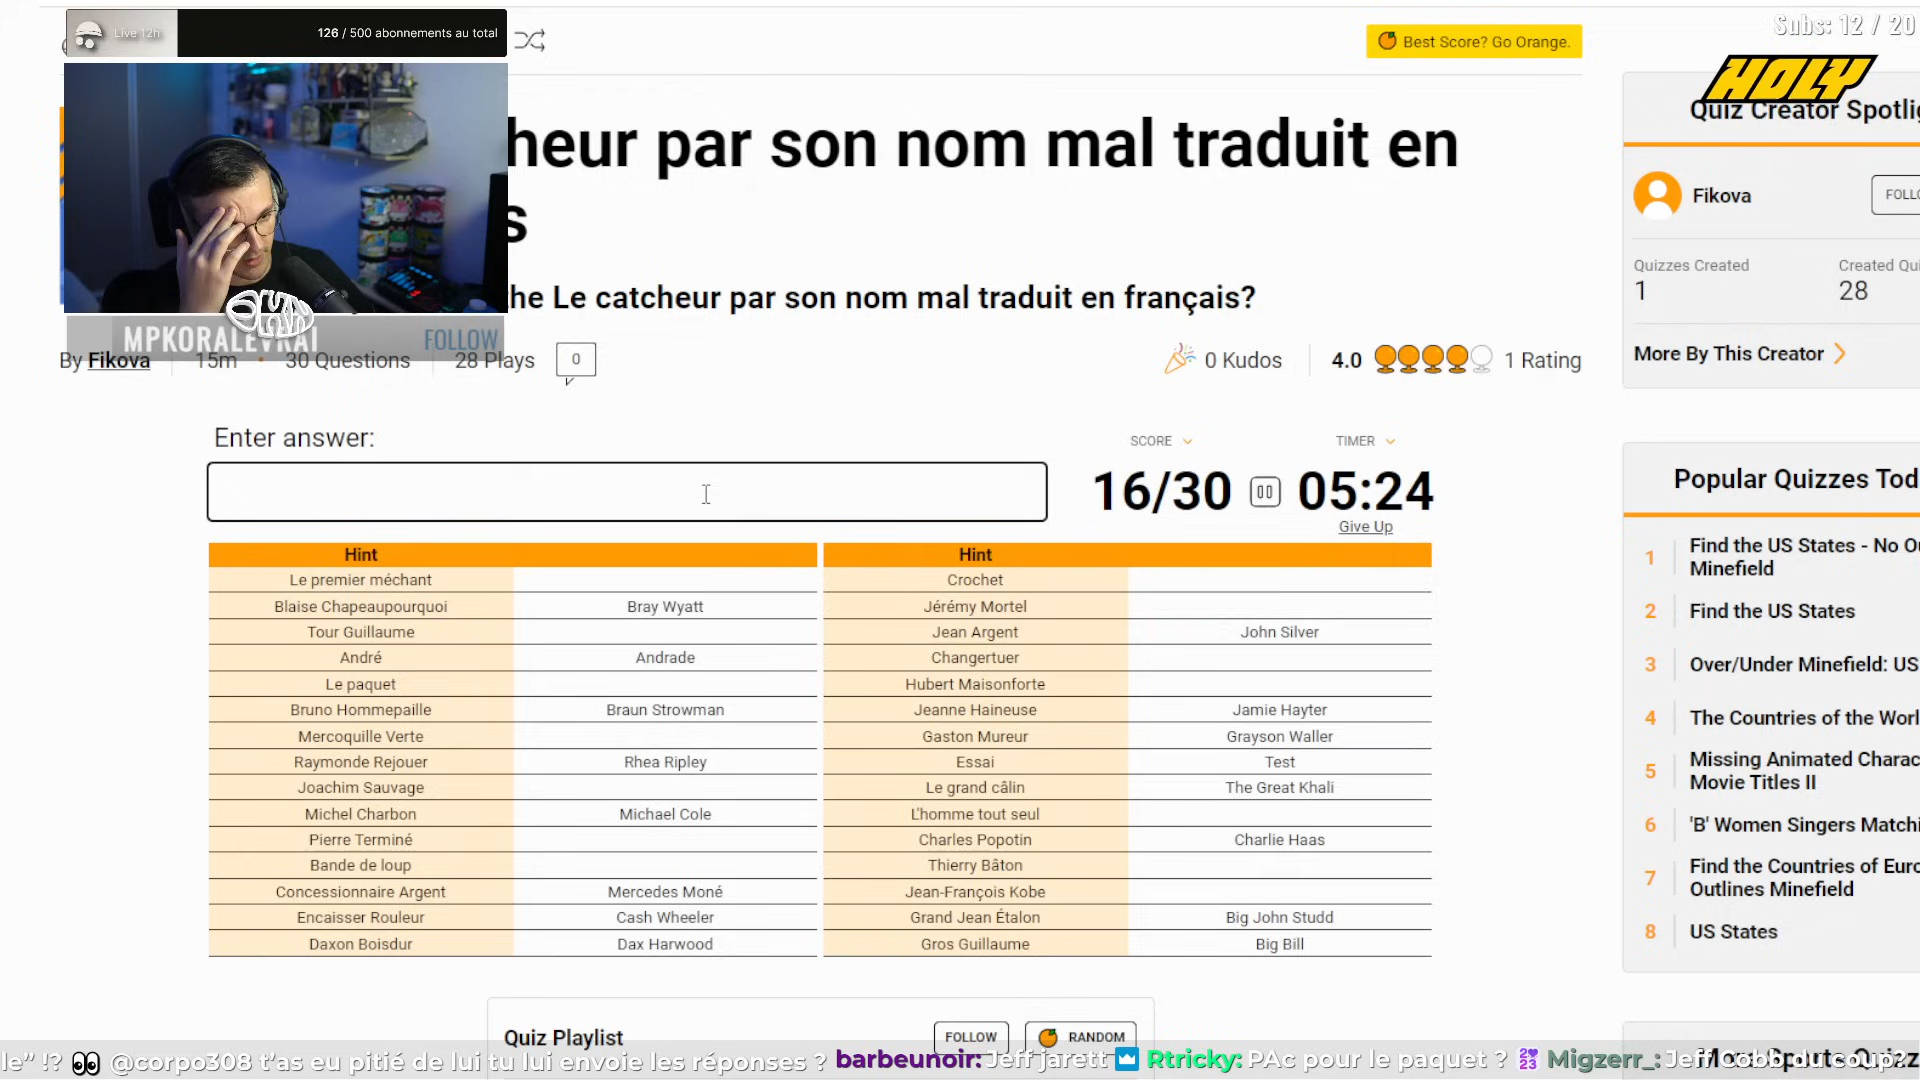 Live 12h
126 / 500 abonnements au total
Best Score? Go Orange.
Subs: 12 / 20
HOLY
Quiz Creator Spotlig
heur par son nom mal traduit en
s
he Le catcheur par son nom mal traduit en français?
MPKORALEVRAI
FOLLOW
By Fikova
15m
30 Questions
28 Plays
0
0 Kudos
4.0
1 Rating
Fikova
FOLLO
Quizzes Created
1
Created Qui
28
More By This Creator
Enter answer:
SCORE
TIMER
16/30
05:24
Give Up
Hint
Le premier méchant
Blaise Chapeaupourquoi Bray Wyatt
Tour Guillaume
André Andrade
Le paquet
Bruno Hommepaille Braun Strowman
Mercoquille Verte
Raymonde Rejouer Rhea Ripley
Joachim Sauvage
Michel Charbon Michael Cole
Pierre Terminé
Bande de loup
Concessionnaire Argent Mercedes Moné
Encaisser Rouleur Cash Wheeler
Daxon Boisdur Dax Harwood
Hint
Crochet
Jérémy Mortel
Jean Argent John Silver
Changertuer
Hubert Maisonforte
Jeanne Haineuse Jamie Hayter
Gaston Mureur Grayson Waller
Essai Test
Le grand câlin The Great Khali
L'homme tout seul
Charles Popotin Charlie Haas
Thierry Bâton
Jean-François Kobe
Grand Jean Étalon Big John Studd
Gros Guillaume Big Bill
Popular Quizzes Tod
1 Find the US States - No Ou
Minefield
2 Find the US States
3 Over/Under Minefield: US
4 The Countries of the Worl
5 Missing Animated Charac
Movie Titles II
6 'B' Women Singers Matchi
7 Find the Countries of Euro
Outlines Minefield
8 US States
Quiz Playlist
FOLLOW
RANDOM
More Sports Quizz
le” !? 👀 @corpo308 t'as eu pitié de lui tu lui envoie les réponses ? barbeunoir: Jeff jarett Rtricky: PAc pour le paquet ? Migzerr_: Jeff Cobb du coup?